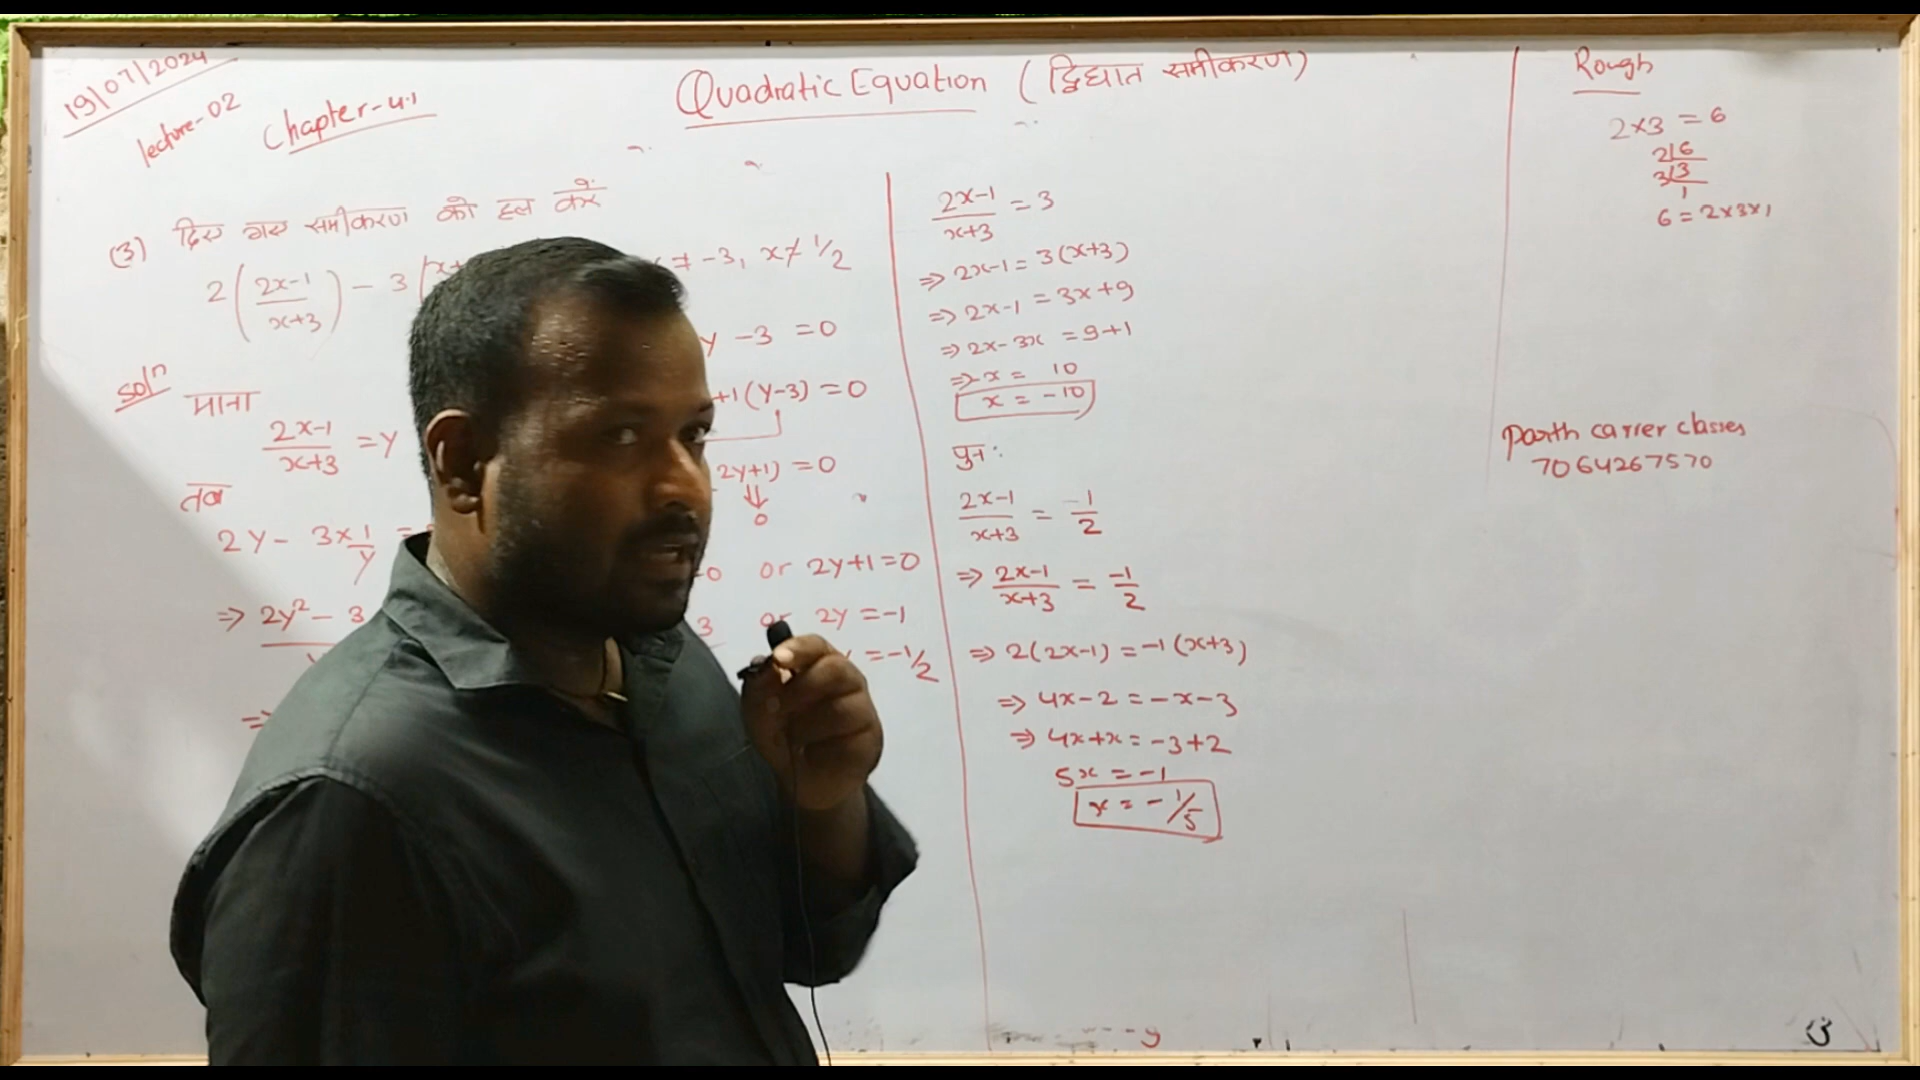 19/07/2024
lecture-02
Chapter-4.1
Quadratic Equation (द्विघात समीकरण)
(3) दिए गए समीकरण को हल करें
2(2x-1/x+3) - 3(x+ ≠ -3, x ≠ 1/2
y - 3 = 0
Soln
माना
2x-1/x+3 = y
+1(y-3) = 0
तब
2y+1) = 0
0
2y - 3×1/y =
0 or 2y+1=0
⇒ 2y² - 3
3 or 2y = -1
= -1/2
⇒
2x-1/x+3 = 3
⇒ 2x-1 = 3(x+3)
⇒ 2x-1 = 3x+9
⇒ 2x-3x = 9+1
⇒ -x = 10
x = -10
पुन:
2x-1/x+3 = -1/2
⇒ 2x-1/x+3 = -1/2
⇒ 2(2x-1) = -1(x+3)
⇒ 4x-2 = -x-3
⇒ 4x+x = -3+2
5x = -1
x = -1/5
Rough
2×3 = 6
2|6
3|3
1
6 = 2×3×1
Parth carrer classes
7064267570